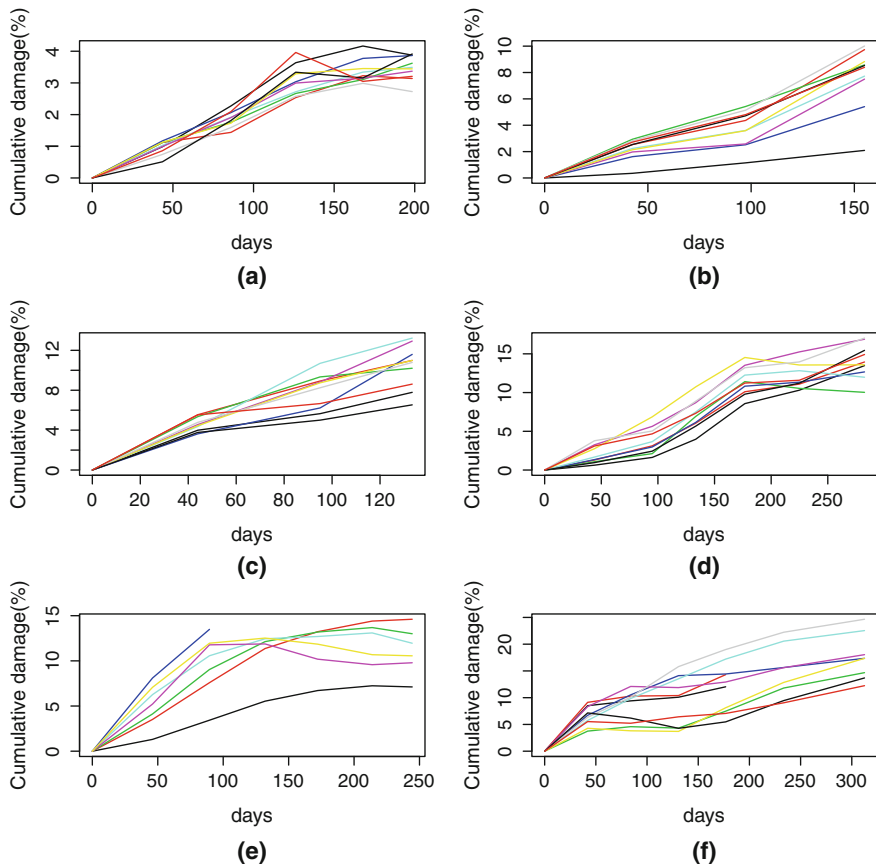 Cumulative damage(%)
0 1 2 3 4
0 50 100 150 200
days
(a)
Cumulative damage(%)
0 2 4 6 8 10
0 50 100 150
days
(b)
Cumulative damage(%)
0 4 8 12
0 20 40 60 80 100 120
days
(c)
Cumulative damage(%)
0 5 10 15
0 50 100 150 200 250
days
(d)
Cumulative damage(%)
0 5 10 15
0 50 100 150 200 250
days
(e)
Cumulative damage(%)
0 5 10 20
0 50 100 150 200 250 300
days
(f)